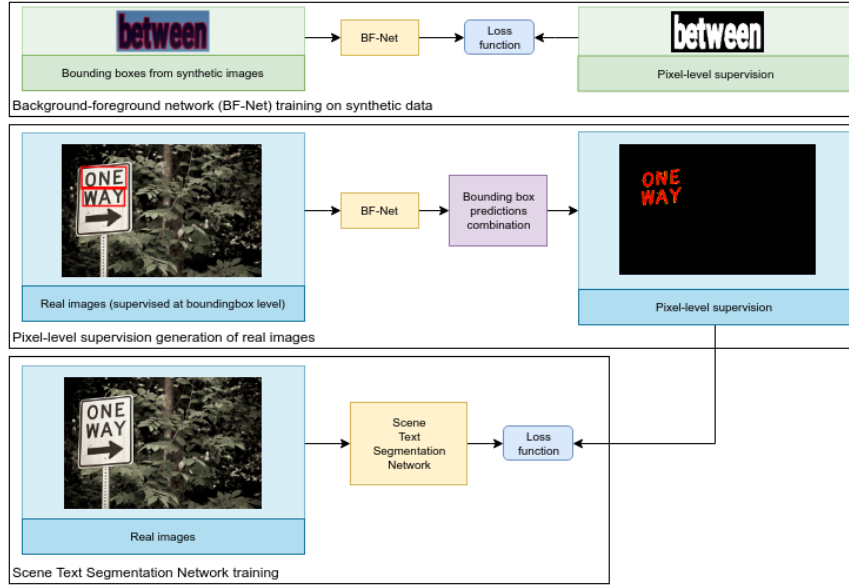 between
BF-Net
Loss
function
between
Bounding boxes from synthetic images
Pixel-level supervision
Background-foreground network (BF-Net) training on synthetic data
ONE
WAY
BF-Net
Bounding box
predictions
combination
ONE
WAY
Real images (supervised at boundingbox level)
Pixel-level supervision
Pixel-level supervision generation of real images
ONE
WAY
Scene
Text
Segmentation
Network
Loss
function
Real images
Scene Text Segmentation Network training